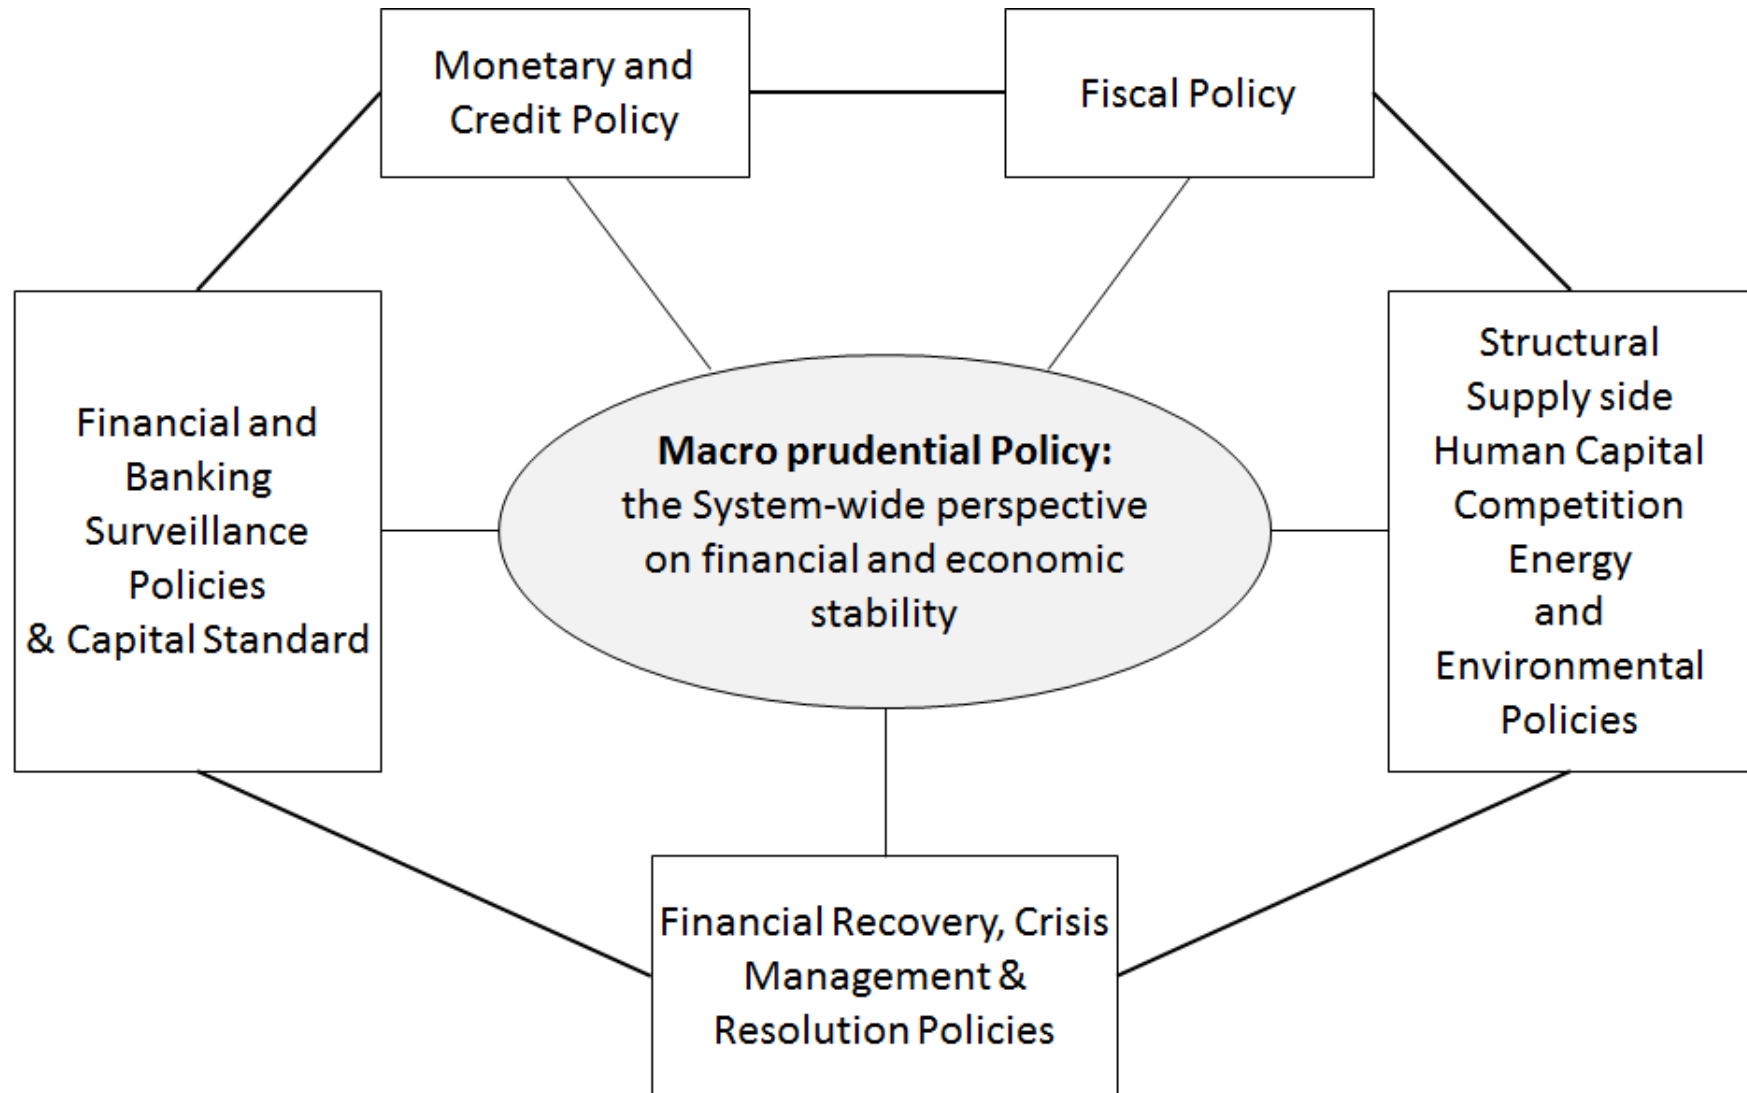 Monetary and
Credit Policy
Fiscal Policy
Financial and
Banking
Surveillance
Policies
& Capital Standard
Macro prudential Policy:
the System-wide perspective
on financial and economic
stability
Structural
Supply side
Human Capital
Competition
Energy
and
Environmental
Policies
Financial Recovery, Crisis
Management &
Resolution Policies